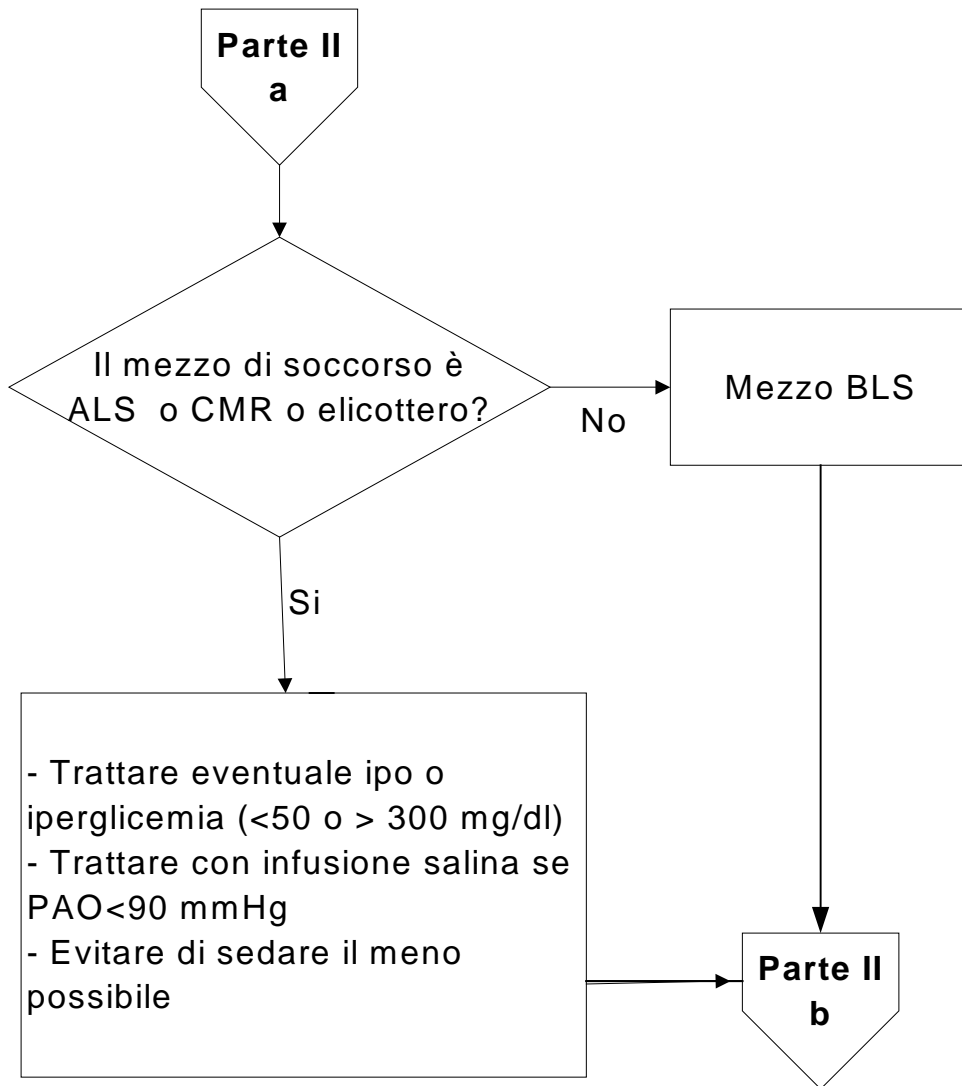 Parte II
a
Il mezzo di soccorso è
ALS o CMR o elicottero?
No
Mezzo BLS
Si
- Trattare eventuale ipo o
iperglicemia (<50 o > 300 mg/dl)
- Trattare con infusione salina se
PAO<90 mmHg
- Evitare di sedare il meno
possibile
Parte II
b